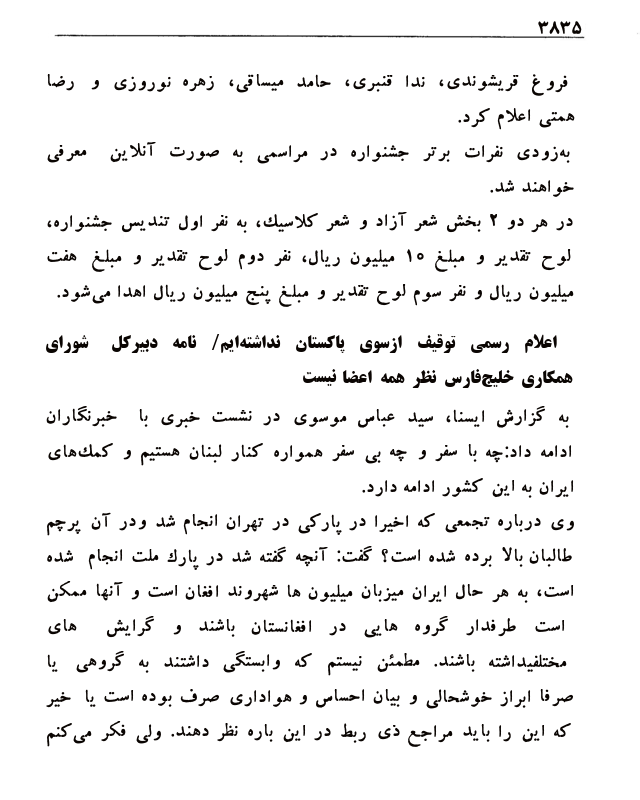 ۳۸۳۵
فروغ قریشوندی، ندا قنبری، حامد میساقی، زهره نوروزی و رضا
همتی اعلام کرد.
به‌زودی نفرات برتر جشنواره در مراسمی به صورت آنلاین معرفی
خواهند شد.
در هر دو ۲ بخش شعر آزاد و شعر کلاسیك، به نفر اول تندیس جشنواره،
لوح تقدیر و مبلغ ۱۰ میلیون ریال، نفر دوم لوح تقدیر و مبلغ هفت
میلیون ریال و نفر سوم لوح تقدیر و مبلغ پنج میلیون ریال اهدا می‌شود.
اعلام رسمی توقیف ازسوی پاکستان نداشته‌ایم/ نامه دبیرکل شورای
همکاری خلیج‌فارس نظر همه اعضا نیست
به گزارش ایسنا، سید عباس موسوی در نشست خبری با خبرنگاران
ادامه داد:چه با سفر و چه بی سفر همواره کنار لبنان هستیم و کمك‌های
ایران به این کشور ادامه دارد.
وی درباره تجمعی که اخیرا در پارکی در تهران انجام شد ودر آن پرچم
طالبان بالا برده شده است؟ گفت: آنچه گفته شد در پارك ملت انجام شده
است، به هر حال ایران میزبان میلیون ها شهروند افغان است و آنها ممکن
است طرفدار گروه هایی در افغانستان باشند و گرایش های
مختلفیداشته باشند. مطمئن نیستم که وابستگی داشتند به گروهی یا
صرفا ابراز خوشحالی و بیان احساس و هواداری صرف بوده است یا خیر
که این را باید مراجع ذی ربط در این باره نظر دهند. ولی فکر می‌کنم